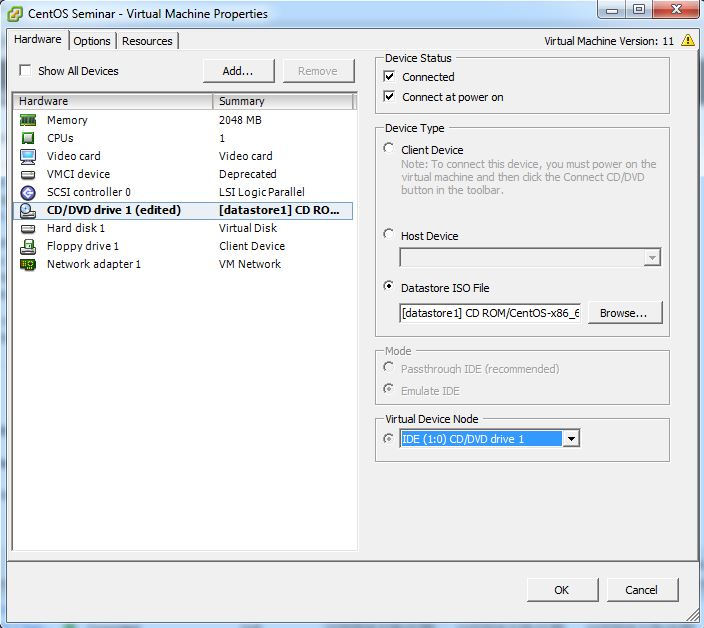 CentOS Seminar - Virtual Machine Properties
Hardware Options Resources
Virtual Machine Version: 11
Show All Devices Add... Remove
Hardware Summary
Memory 2048 MB
CPUs 1
Video card Video card
VMCI device Deprecated
SCSI controller 0 LSI Logic Parallel
CD/DVD drive 1 (edited) [datastore1] CD RO...
Hard disk 1 Virtual Disk
Floppy drive 1 Client Device
Network adapter 1 VM Network
Device Status
Connected
Connect at power on
Device Type
Client Device
Note: To connect this device, you must power on the
virtual machine and then click the Connect CD/DVD
button in the toolbar.
Host Device
Datastore ISO File
[datastore1] CD ROM/CentOS-x86_6 Browse...
Mode
Passthrough IDE (recommended)
Emulate IDE
Virtual Device Node
IDE (1:0) CD/DVD drive 1
OK Cancel